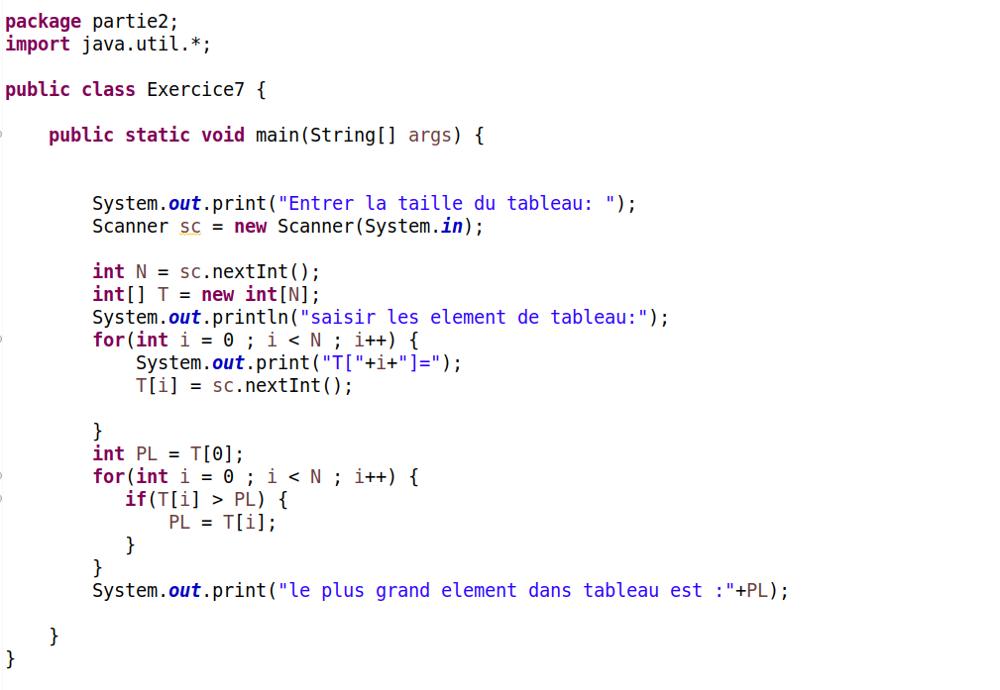 package partie2;
import java.util.*;
public class Exercice7 {
public static void main(String[] args) {
System.out.print("Entrer la taille du tableau: ");
Scanner sc = new Scanner(System.in);
int N = sc.nextInt();
int[] T = new int[N];
System.out.println("saisir les element de tableau:");
for(int i = 0 ; i < N ; i++) {
System.out.print("T["+i+"]=");
T[i] = sc.nextInt();
}
int PL = T[0];
for(int i = 0 ; i < N ; i++) {
if(T[i] > PL) {
PL = T[i];
}
}
System.out.print("le plus grand element dans tableau est :"+PL);
}
}